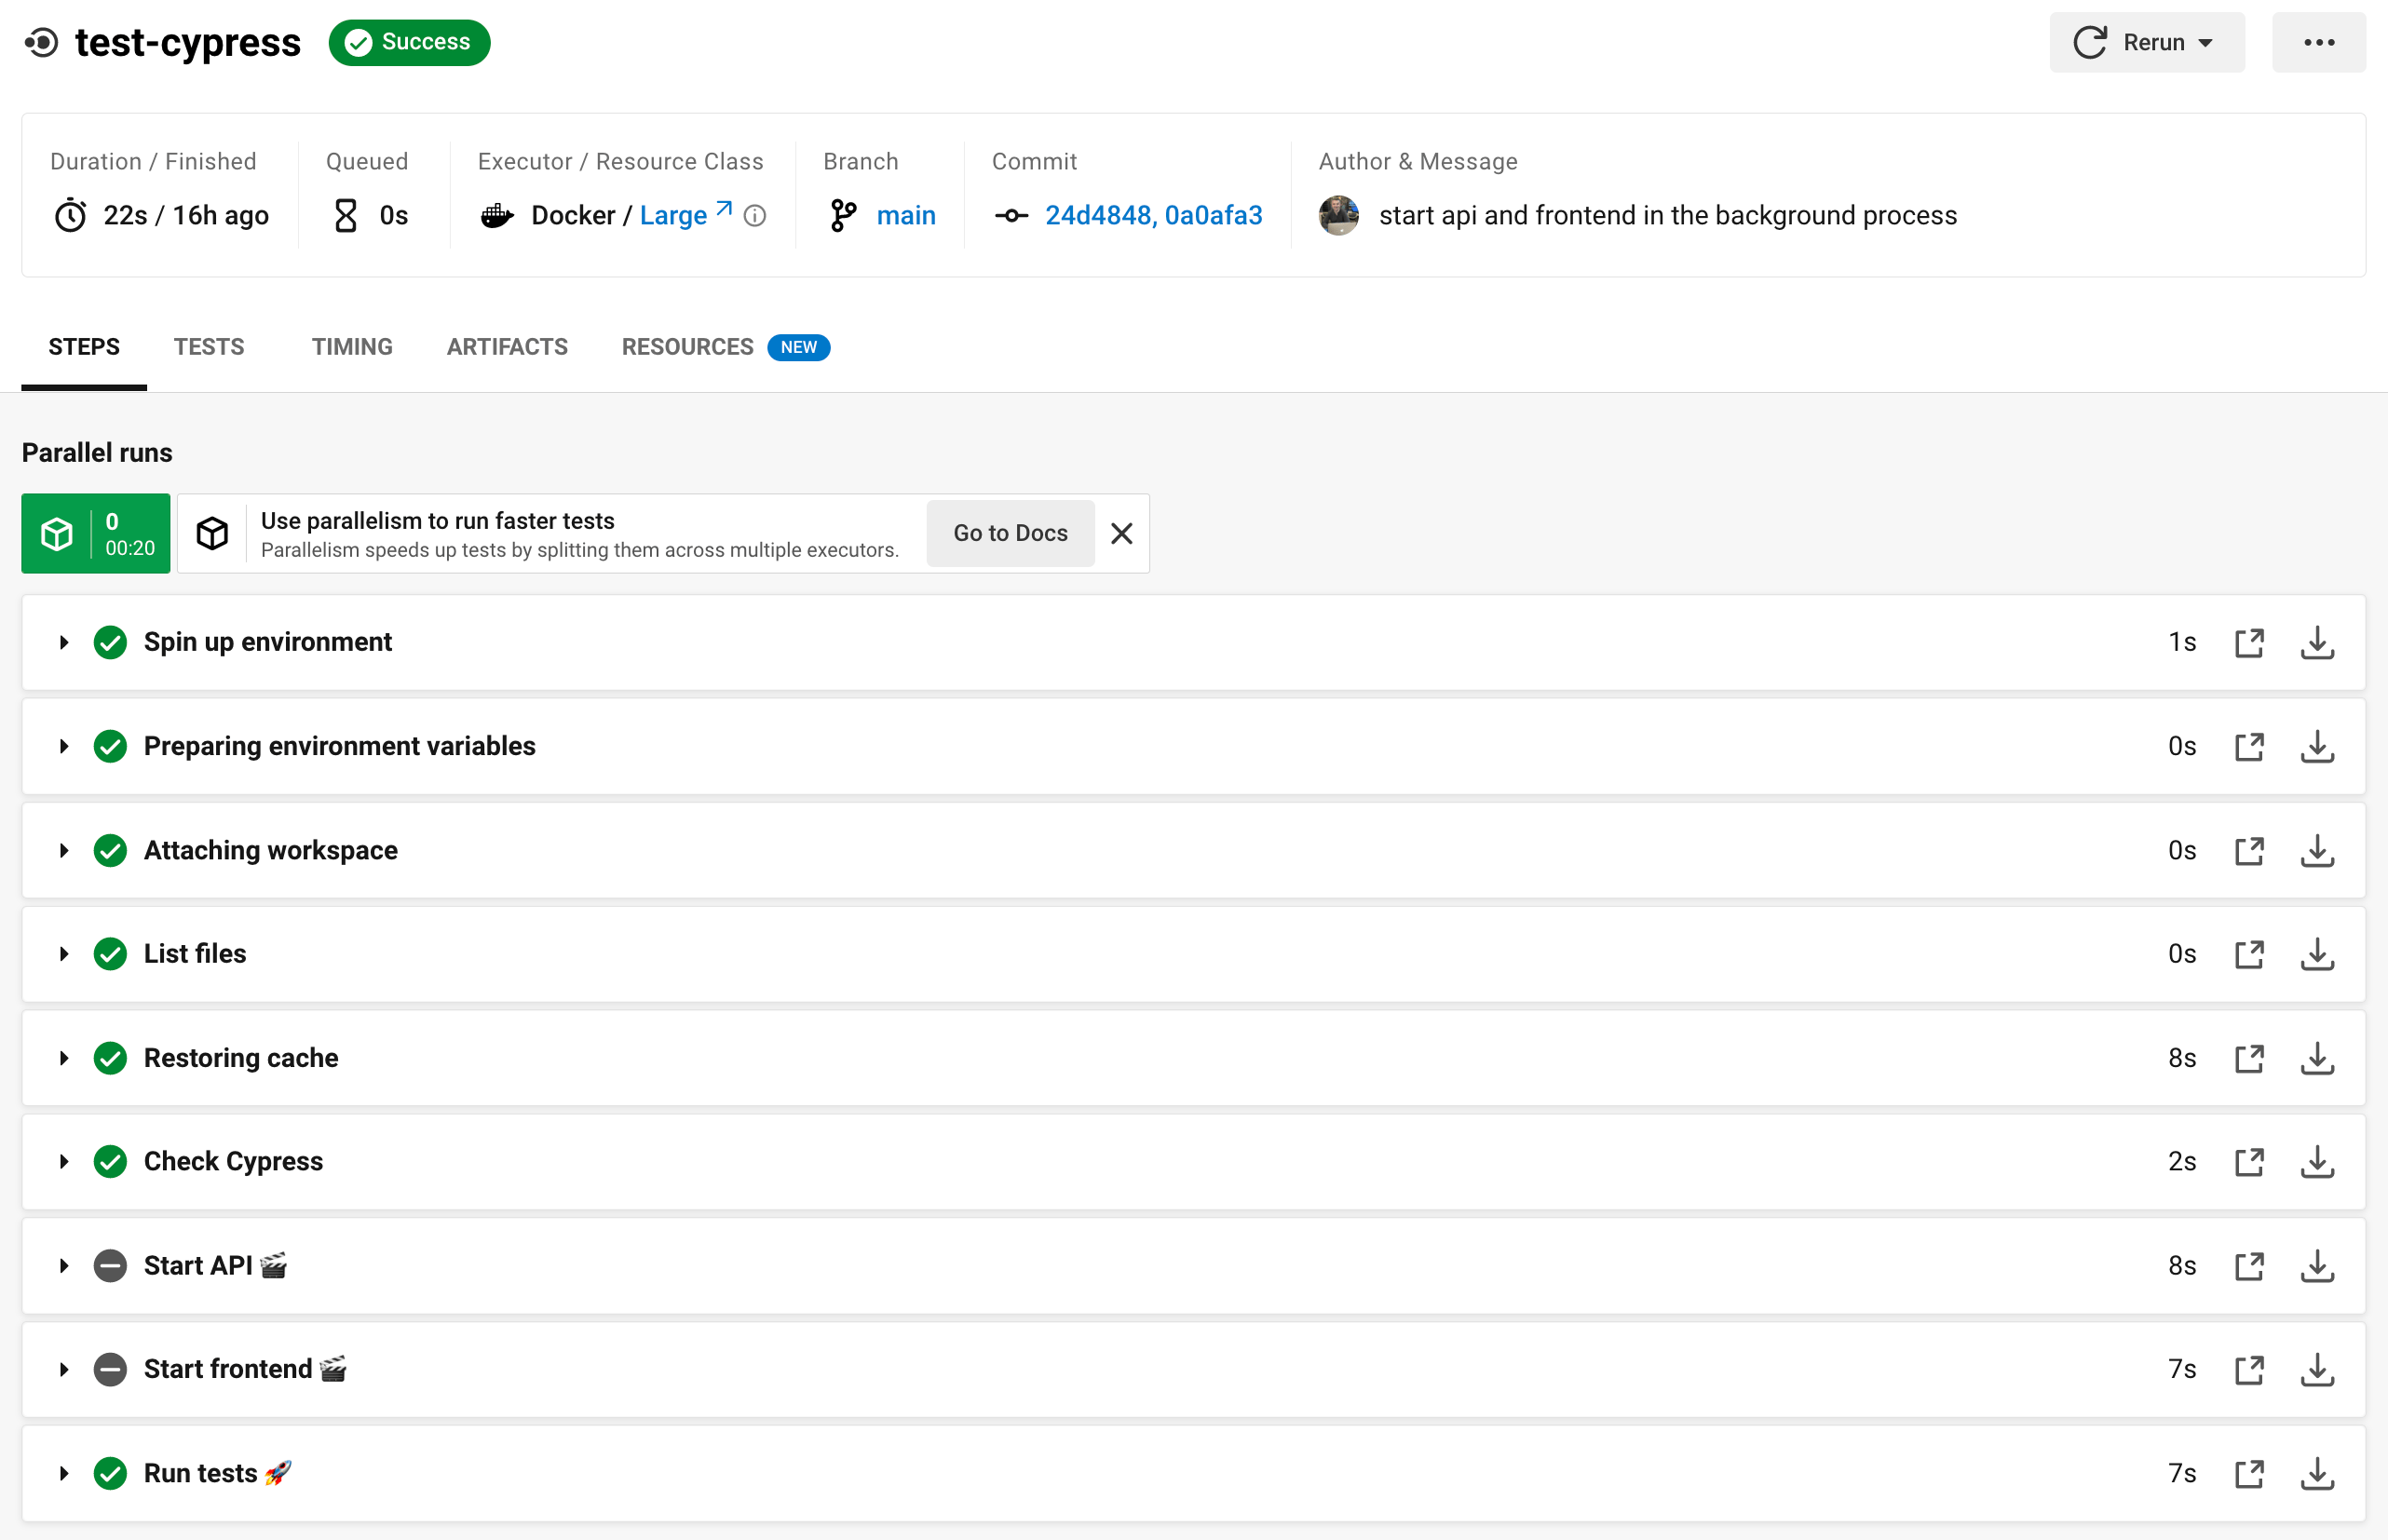 test-cypress
Success
Rerun
Duration / Finished
22s / 16h ago
Queued
0s
Executor / Resource Class
Docker / Large
Branch
main
Commit
24d4848, 0a0afa3
Author & Message
start api and frontend in the background process
STEPS
TESTS
TIMING
ARTIFACTS
RESOURCES
NEW
Parallel runs
0
00:20
Use parallelism to run faster tests
Parallelism speeds up tests by splitting them across multiple executors.
Go to Docs
Spin up environment
1s
Preparing environment variables
0s
Attaching workspace
0s
List files
0s
Restoring cache
8s
Check Cypress
2s
Start API 🎬
8s
Start frontend 🎬
7s
Run tests 🚀
7s